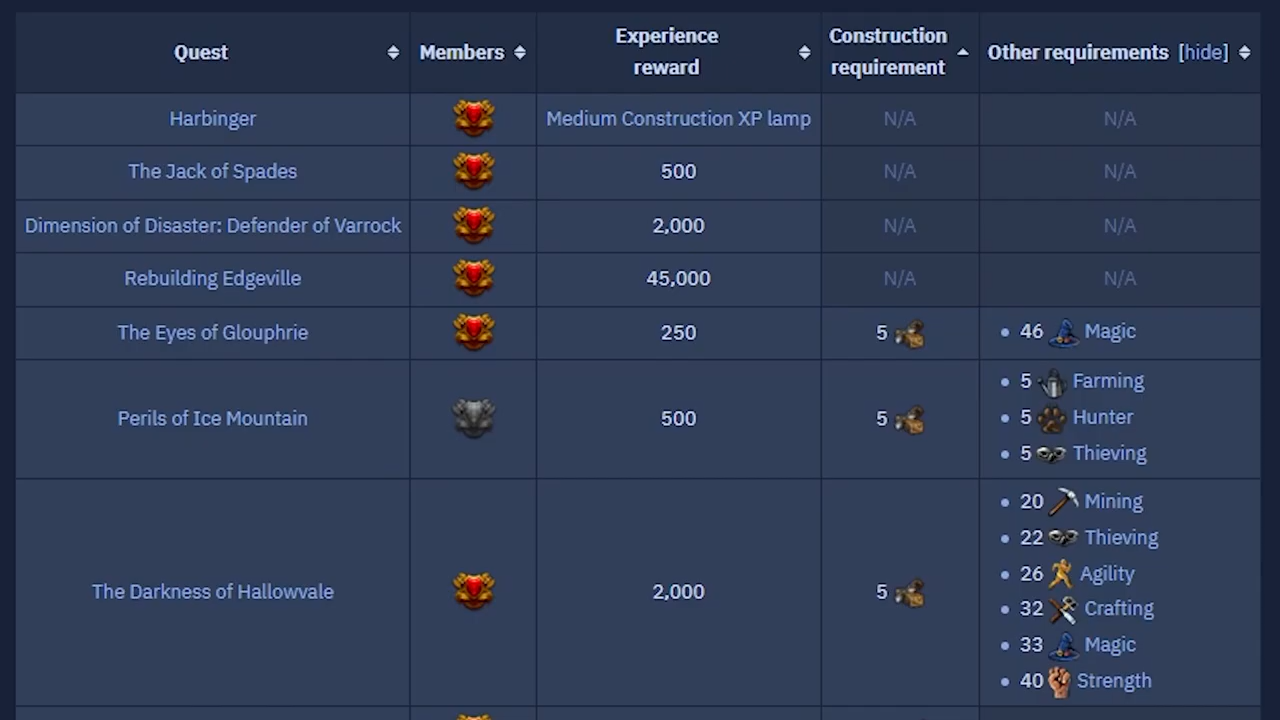 Quest
Members
Experience
reward
Construction
requirement
Other requirements [hide]
Harbinger
Medium Construction XP lamp
N/A
N/A
The Jack of Spades
500
N/A
N/A
Dimension of Disaster: Defender of Varrock
2,000
N/A
N/A
Rebuilding Edgeville
45,000
N/A
N/A
The Eyes of Glouphrie
250
5
46 Magic
Perils of Ice Mountain
500
5
5 Farming
5 Hunter
5 Thieving
The Darkness of Hallowvale
2,000
5
20 Mining
22 Thieving
26 Agility
32 Crafting
33 Magic
40 Strength